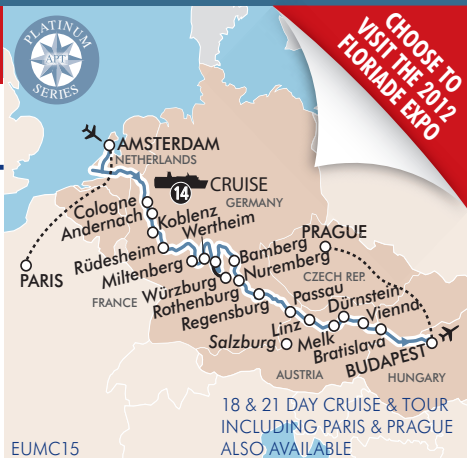 PLATINUM
APT
SERIES
CHOOSE TO
VISIT THE 2012
FLORIADE EXPO
AMSTERDAM
NETHERLANDS
14
CRUISE
GERMANY
Cologne
Andernach
Koblenz
Wertheim
PARIS
Rüdesheim
Miltenberg
FRANCE
Würzburg
Rothenburg
Regensburg
Bamberg
Nuremberg
PRAGUE
CZECH REP.
Passau
Dürnstein
Vienna
Linz
Salzburg
Melk
Bratislava
BUDAPEST
AUSTRIA
HUNGARY
18 & 21 DAY CRUISE & TOUR
INCLUDING PARIS & PRAGUE
ALSO AVAILABLE
EUMC15